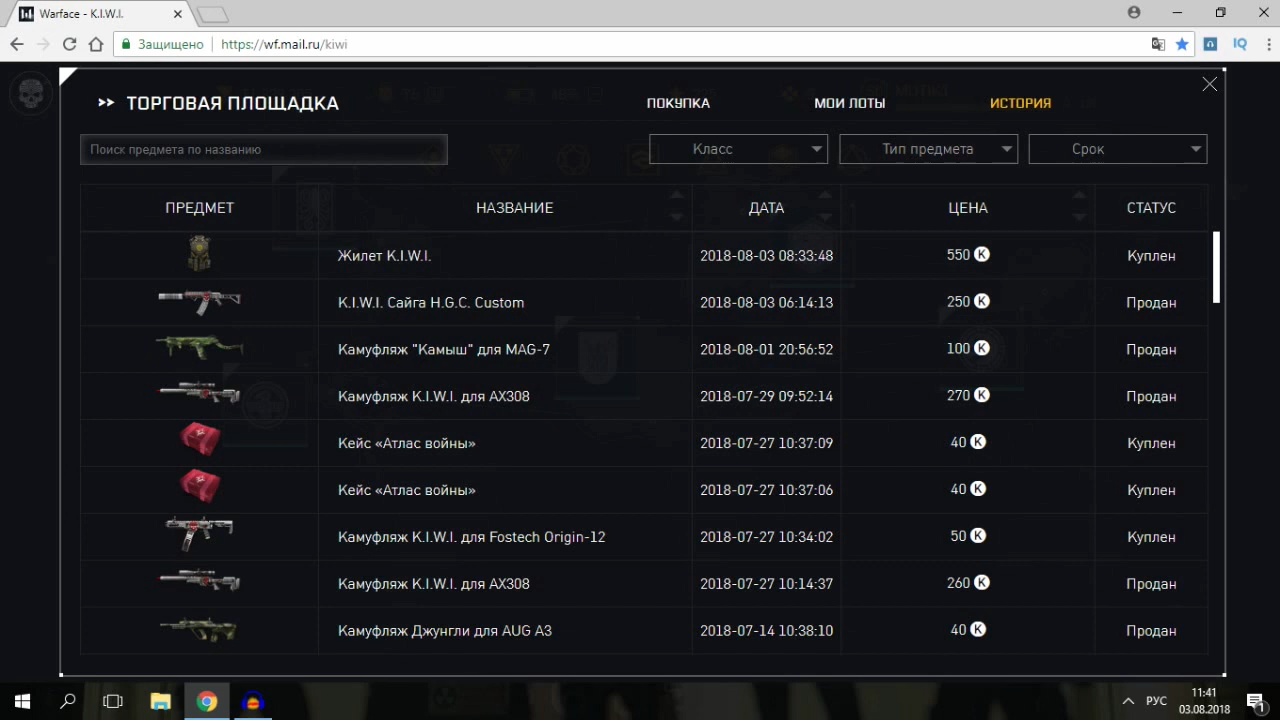 Warface - K.I.W.I.
Защищено https://wf.mail.ru/kiwi
IQ
ТОРГОВАЯ ПЛОЩАДКА ПОКУПКА МОИ ЛОТЫ ИСТОРИЯ
Поиск предмета по названию Класс Тип предмета Срок
ПРЕДМЕТ НАЗВАНИЕ ДАТА ЦЕНА СТАТУС
Жилет K.I.W.I. 2018-08-03 08:33:48 550 K Куплен
K.I.W.I. Сайга H.G.C. Custom 2018-08-03 06:14:13 250 K Продан
Камуфляж "Камыш" для MAG-7 2018-08-01 20:56:52 100 K Продан
Камуфляж K.I.W.I. для AX308 2018-07-29 09:52:14 270 K Продан
Кейс «Атлас войны» 2018-07-27 10:37:09 40 K Куплен
Кейс «Атлас войны» 2018-07-27 10:37:06 40 K Куплен
Камуфляж K.I.W.I. для Fostech Origin-12 2018-07-27 10:34:02 50 K Куплен
Камуфляж K.I.W.I. для AX308 2018-07-27 10:14:37 260 K Продан
Камуфляж Джунгли для AUG A3 2018-07-14 10:38:10 40 K Продан
РУС 11:41
03.08.2018 1